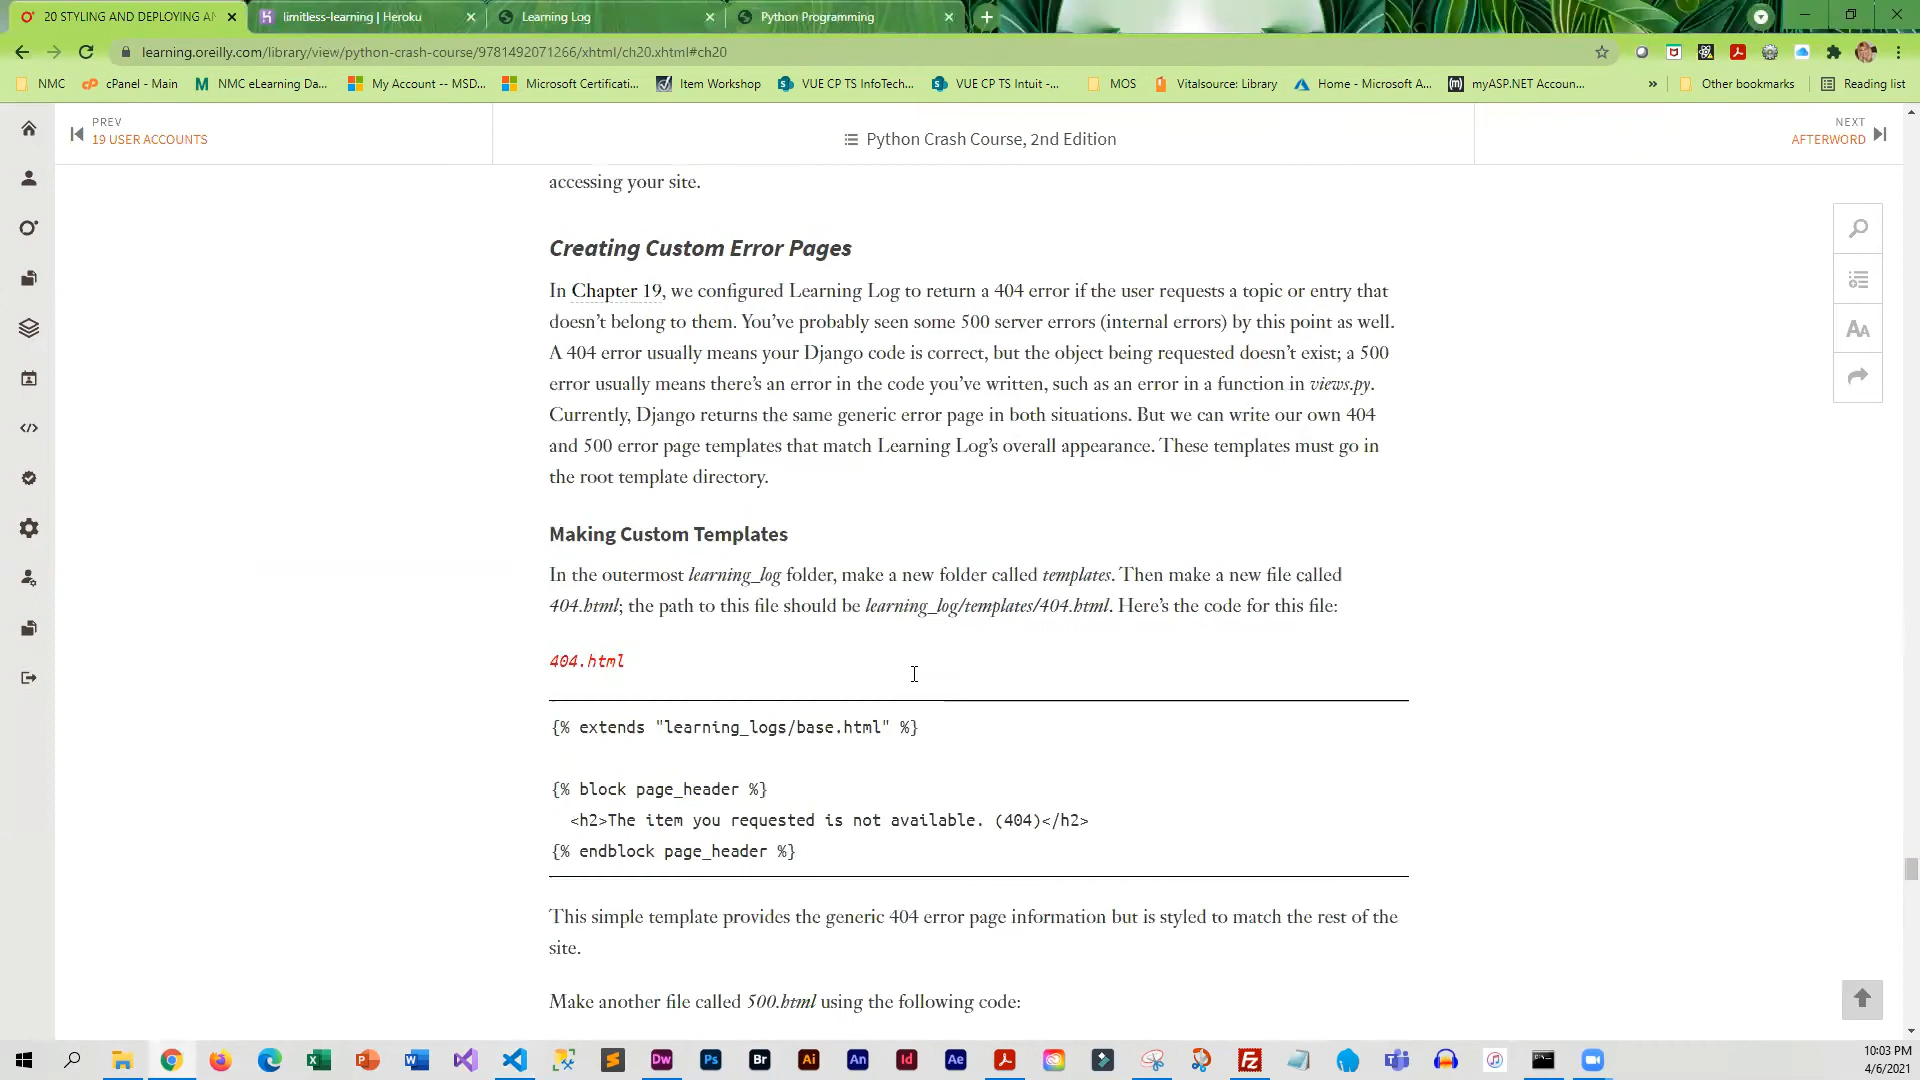 20 STYLING AND DEPLOYING AN
limitless-learning | Heroku
Learning Log
Python Programming
learning.oreilly.com/library/view/python-crash-course/9781492071266/xhtml/ch20.xhtml#ch20
NMC
cPanel - Main
NMC eLearning Da...
My Account -- MSD...
Microsoft Certificati...
Item Workshop
VUE CP TS InfoTech...
VUE CP TS Intuit -...
MOS
Vitalsource: Library
Home - Microsoft A...
myASP.NET Accoun...
Other bookmarks
Reading list
PREV
19 USER ACCOUNTS
Python Crash Course, 2nd Edition
NEXT
AFTERWORD
accessing your site.
Creating Custom Error Pages
In Chapter 19, we configured Learning Log to return a 404 error if the user requests a topic or entry that
doesn't belong to them. You've probably seen some 500 server errors (internal errors) by this point as well.
A 404 error usually means your Django code is correct, but the object being requested doesn't exist; a 500
error usually means there's an error in the code you've written, such as an error in a function in views.py.
Currently, Django returns the same generic error page in both situations. But we can write our own 404
and 500 error page templates that match Learning Log's overall appearance. These templates must go in
the root template directory.
Making Custom Templates
In the outermost learning_log folder, make a new folder called templates. Then make a new file called
404.html; the path to this file should be learning_log/templates/404.html. Here's the code for this file:
404.html
{% extends "learning_logs/base.html" %}
{% block page_header %}
<h2>The item you requested is not available. (404)</h2>
{% endblock page_header %}
This simple template provides the generic 404 error page information but is styled to match the rest of the
site.
Make another file called 500.html using the following code:
10:03 PM
4/6/2021